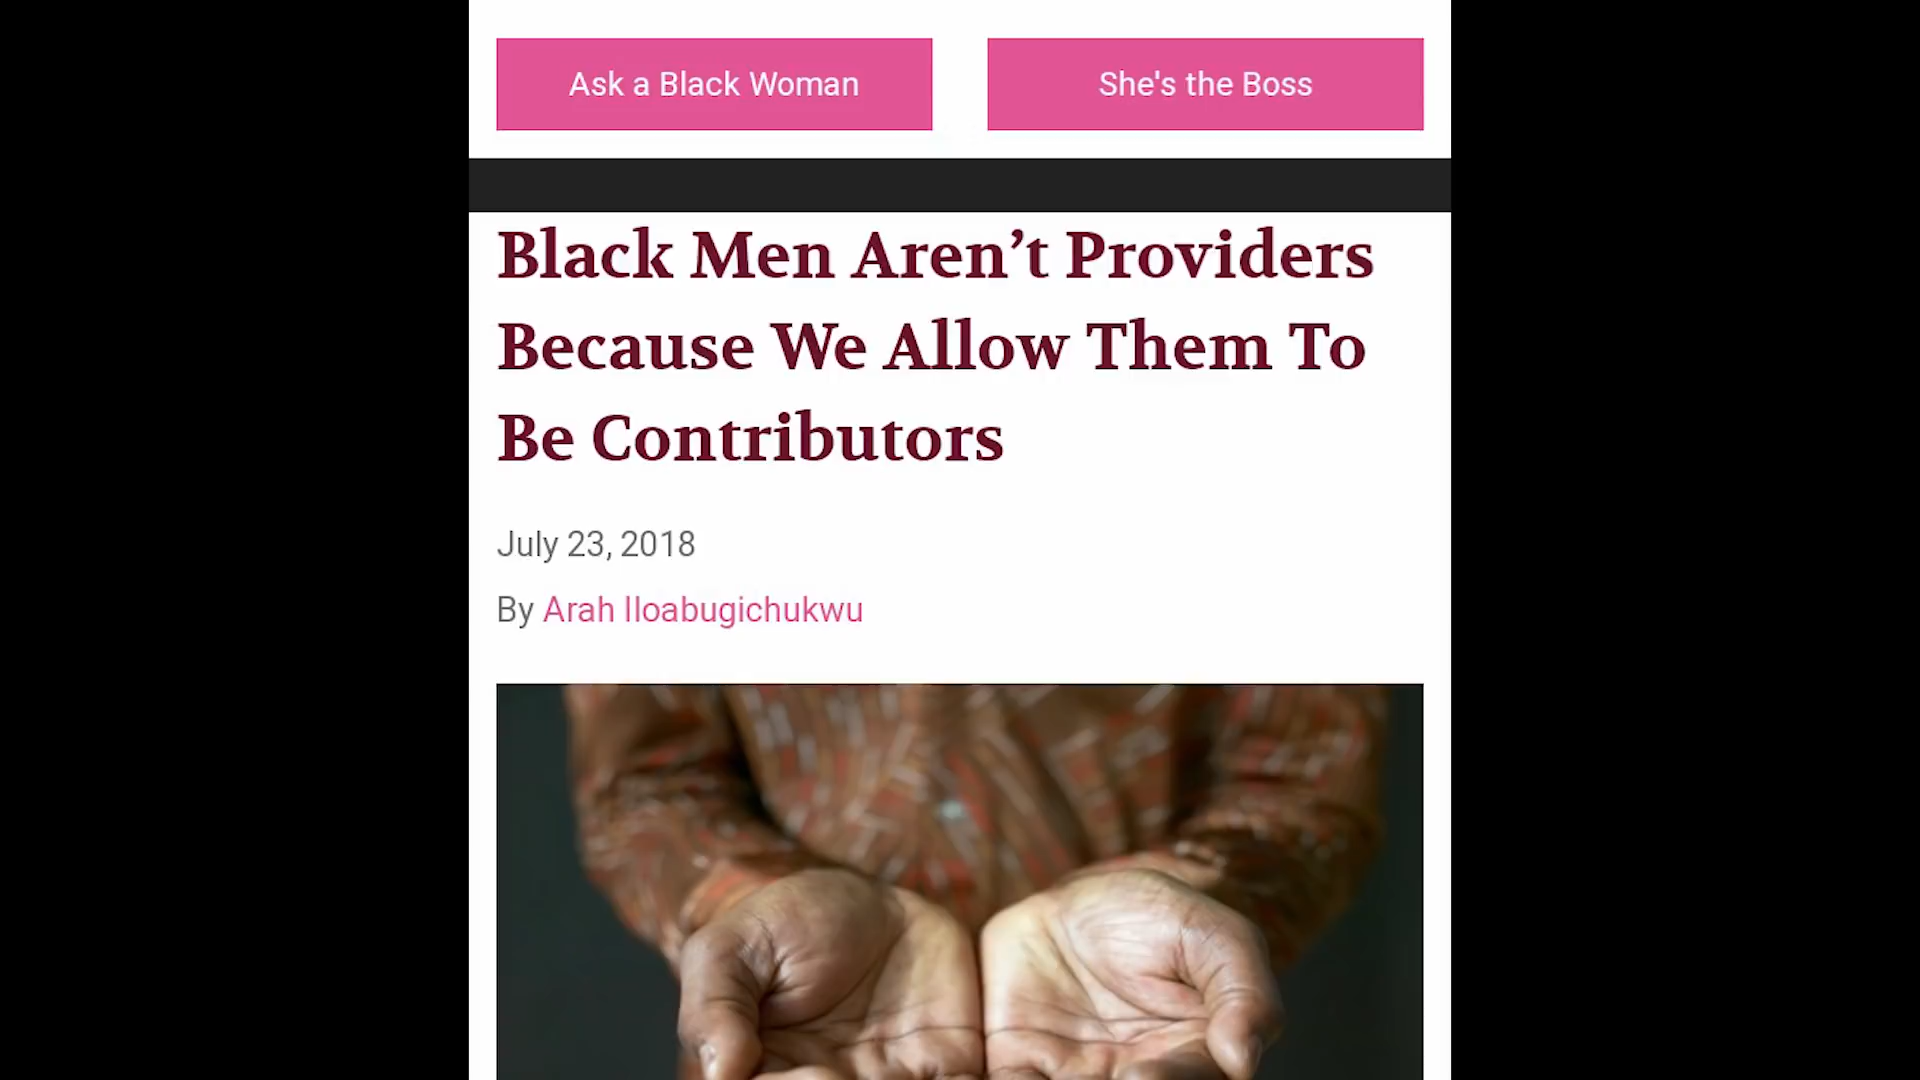 Ask a Black Woman
She's the Boss
Black Men Aren’t Providers
Because We Allow Them To
Be Contributors
July 23, 2018
By Arah Iloabugichukwu